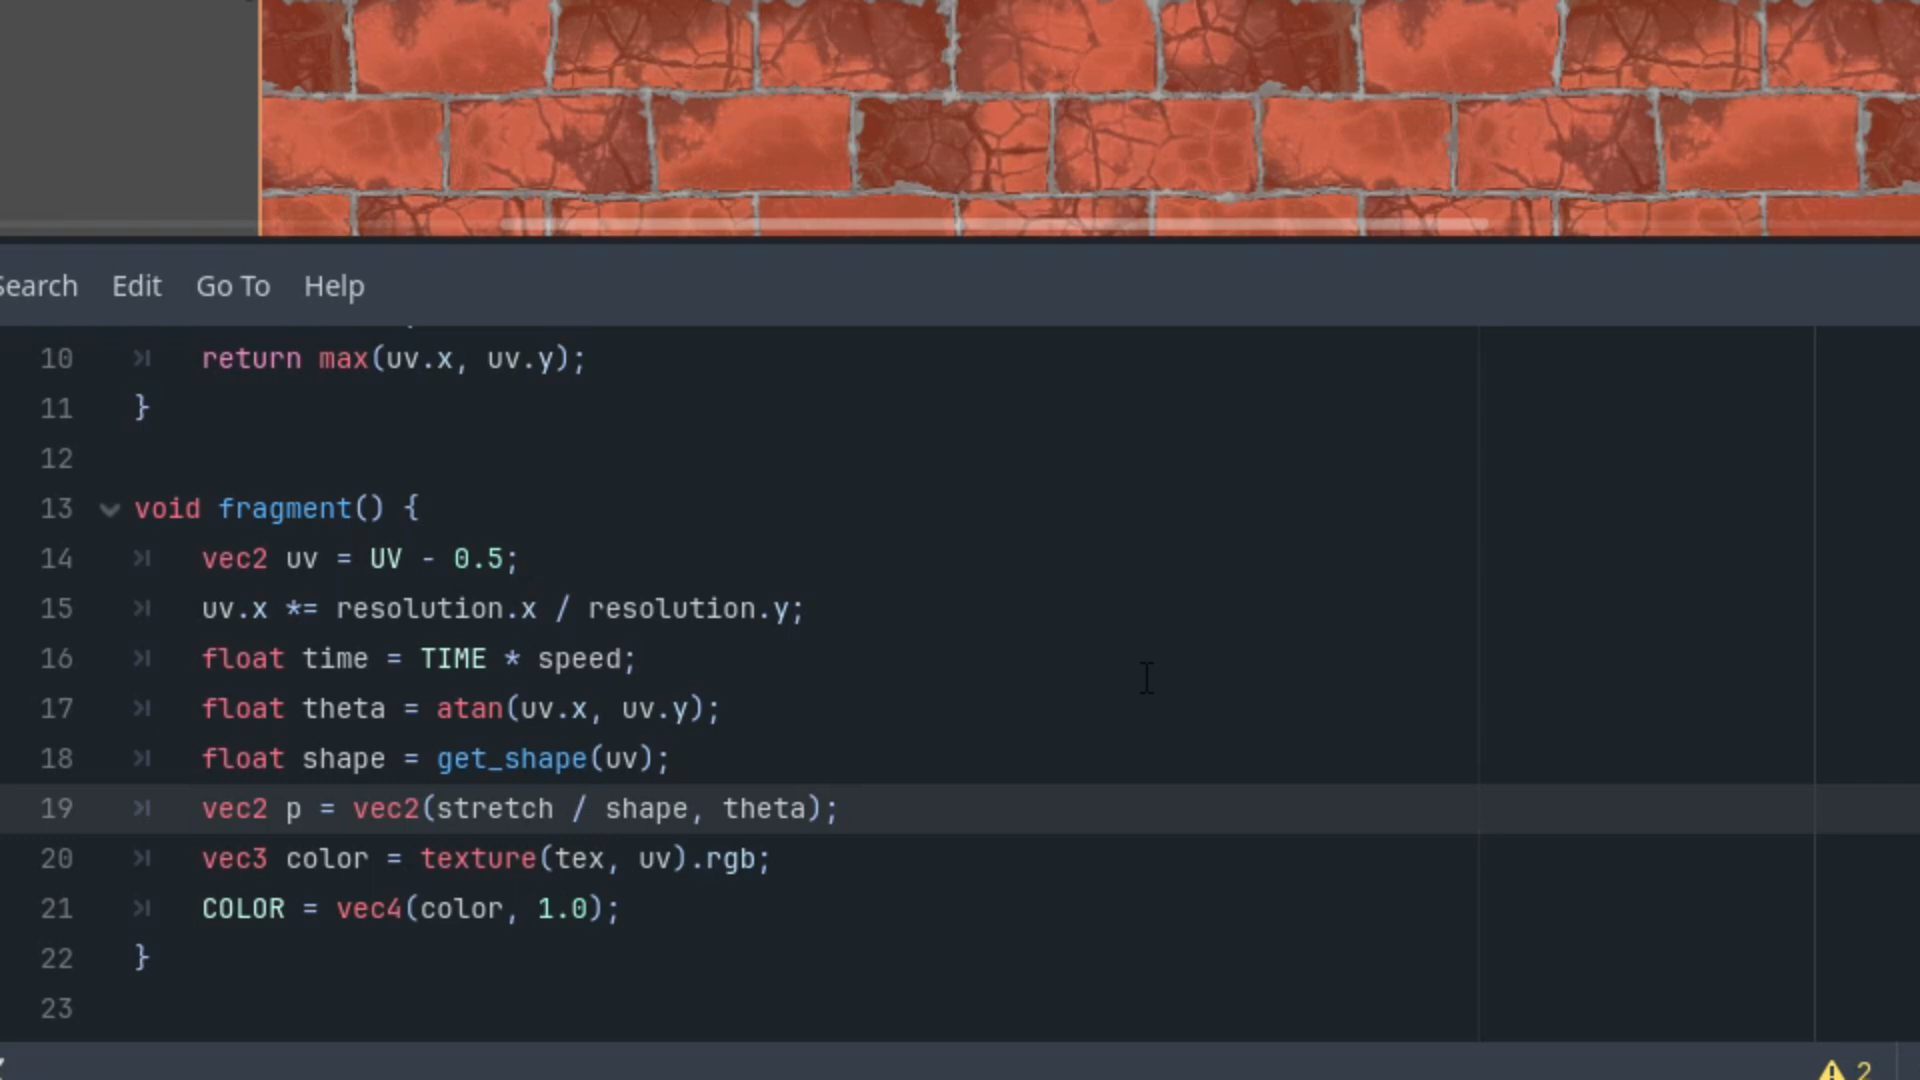 Search Edit Go To Help
10 return max(uv.x, uv.y);
11 }
12
13 void fragment() {
14 vec2 uv = UV - 0.5;
15 uv.x *= resolution.x / resolution.y;
16 float time = TIME * speed;
17 float theta = atan(uv.x, uv.y);
18 float shape = get_shape(uv);
19 vec2 p = vec2(stretch / shape, theta);
20 vec3 color = texture(tex, uv).rgb;
21 COLOR = vec4(color, 1.0);
22 }
23
2